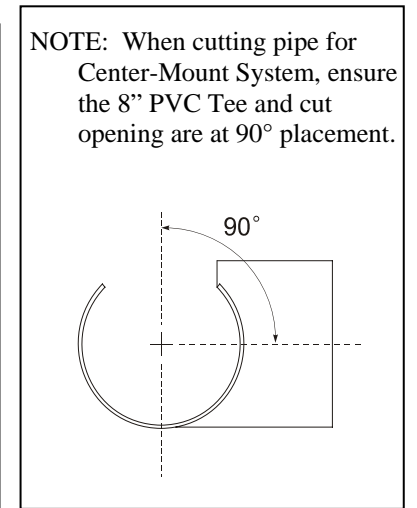 NOTE: When cutting pipe for
Center-Mount System, ensure
the 8” PVC Tee and cut
opening are at 90° placement.
90°